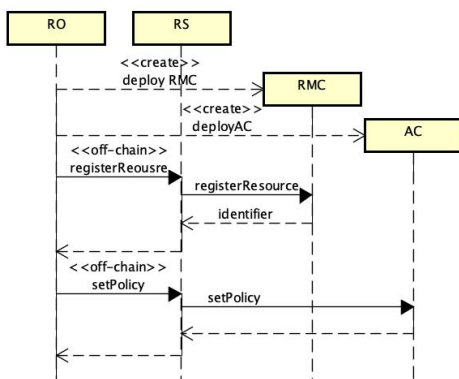 RO
RS
<<create>>
deploy RMC
RMC
<<create>>
deployAC
AC
<<off-chain>>
registerReousre
registerResource
identifier
<<off-chain>>
setPolicy
setPolicy